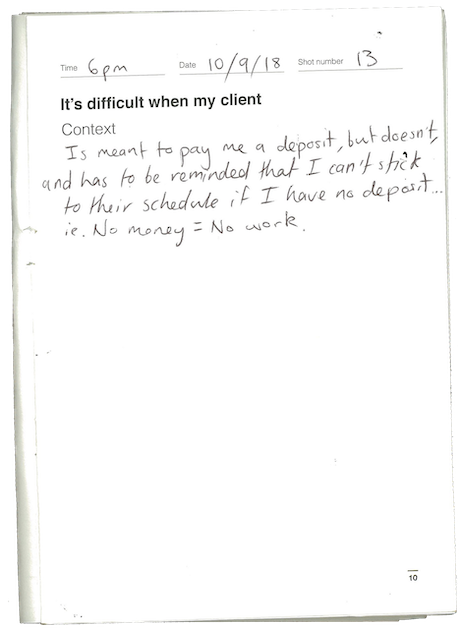 Time 6pm Date 10/9/18 Shot number 13
It's difficult when my client
Context
Is meant to pay me a deposit, but doesn't,
and has to be reminded that I can't stick
to their schedule if I have no deposit...
ie. No money = No work.
10